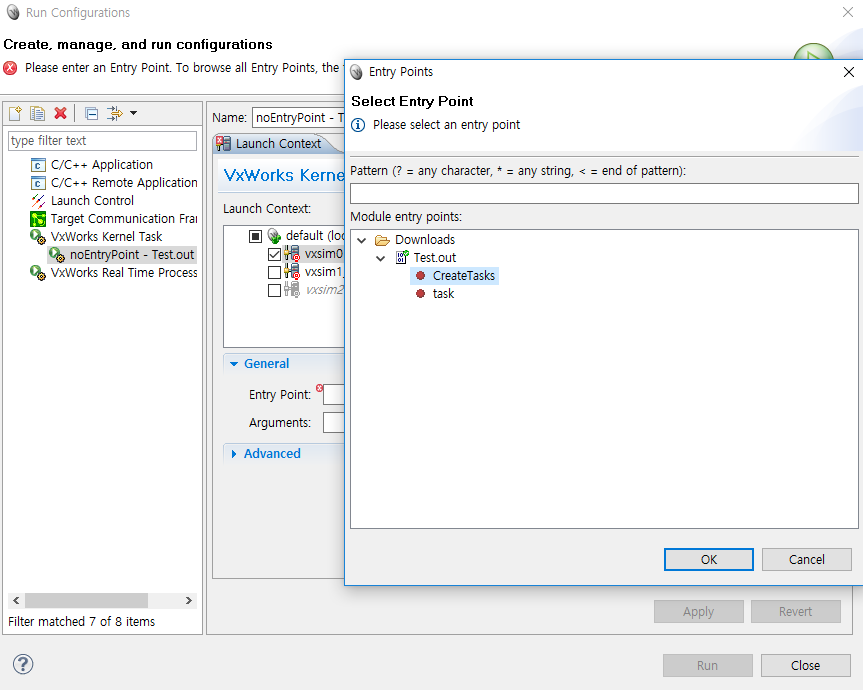 Run Configurations
Create, manage, and run configurations
Please enter an Entry Point. To browse all Entry Points, the
type filter text
C/C++ Application
C/C++ Remote Application
Launch Control
Target Communication Fra
VxWorks Kernel Task
noEntryPoint - Test.out
VxWorks Real Time Process
Filter matched 7 of 8 items
Name: noEntryPoint - T
Launch Context
VxWorks Kerne
Launch Context:
default (loc
vxsim0
vxsim1_
vxsim2
General
Entry Point:
Arguments:
Advanced
Entry Points
Select Entry Point
Please select an entry point
Pattern (? = any character, * = any string, < = end of pattern):
Module entry points:
Downloads
Test.out
CreateTasks
task
OK Cancel
Apply Revert
? Run Close